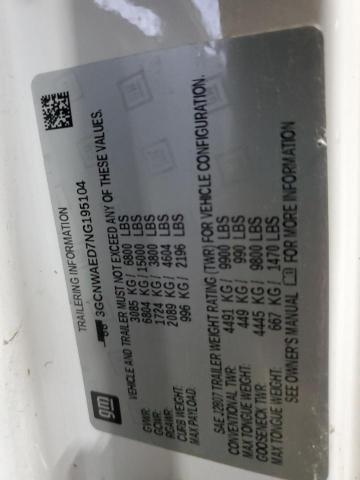 TRAILERING INFORMATION
3GCNWAED7NG195104
gm
VEHICLE AND TRAILER MUST NOT EXCEED ANY OF THESE VALUES.
GVWR: 3085 KG / 6800 LBS
GCWR: 6804 KG / 15000 LBS
RGAWR: 1724 KG / 3800 LBS
CURB WEIGHT: 2089 KG / 4604 LBS
MAX PAYLOAD: 996 KG / 2196 LBS
SAE J2807 TRAILER WEIGHT RATING (TWR) FOR VEHICLE CONFIGURATION.
CONVENTIONAL TWR: 4491 KG / 9900 LBS
MAX TONGUE WEIGHT: 449 KG / 990 LBS
GOOSENECK TWR: 4445 KG / 9800 LBS
MAX TONGUE WEIGHT: 667 KG / 1470 LBS
SEE OWNER'S MANUAL FOR MORE INFORMATION.